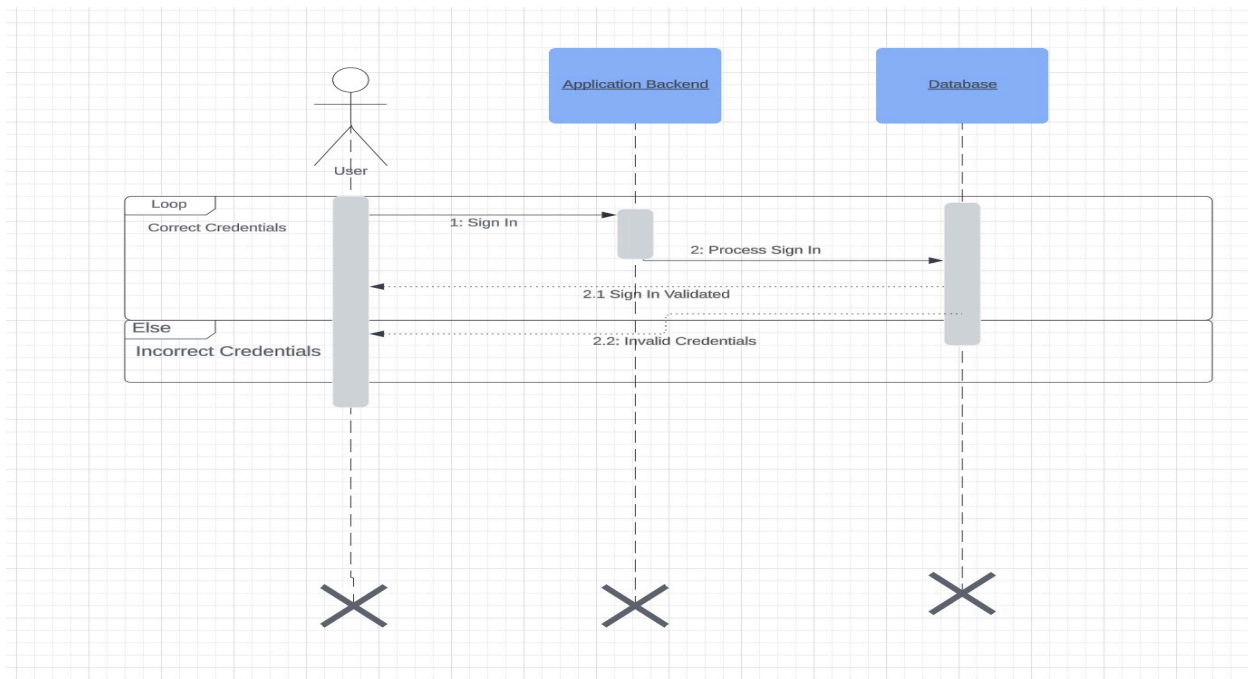 Application Backend
Database
User
Loop
Correct Credentials
1: Sign In
2: Process Sign In
2.1 Sign In Validated
Else
Incorrect Credentials
2.2: Invalid Credentials